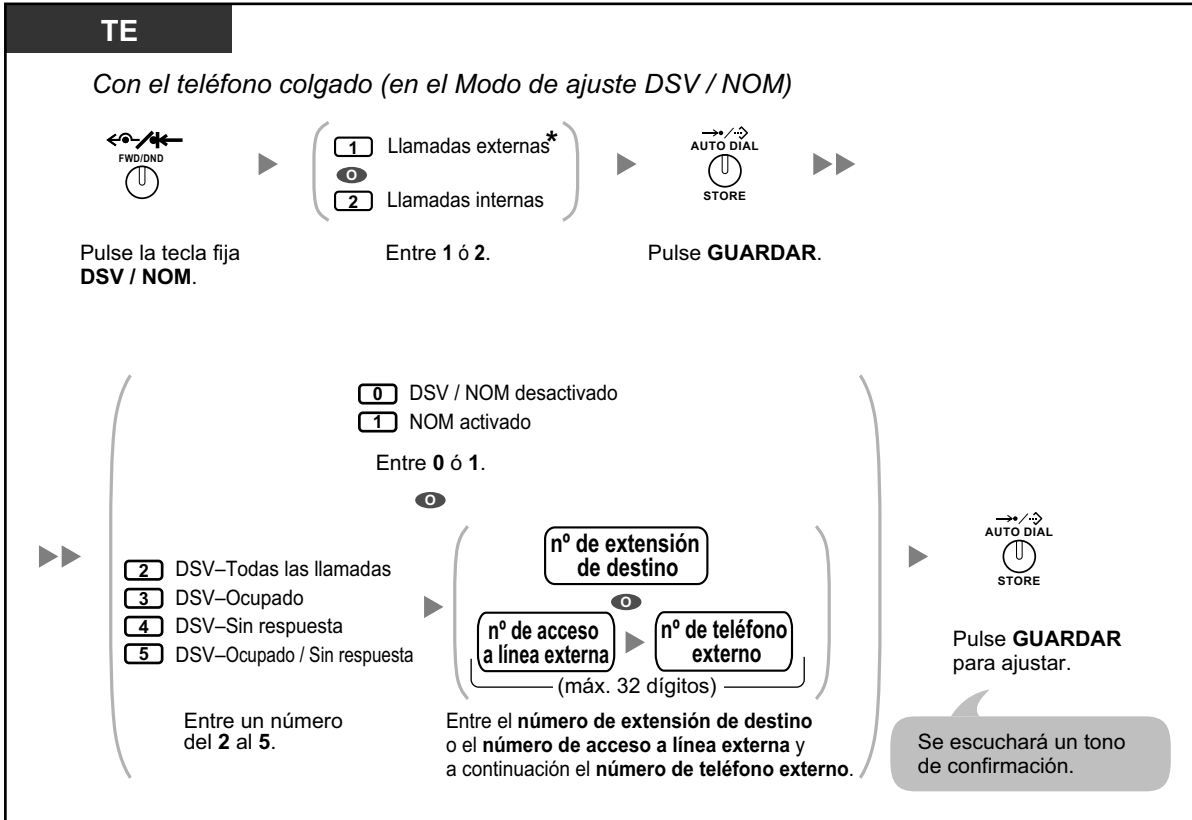 TE
Con el teléfono colgado (en el Modo de ajuste DSV / NOM)
FWD/DND
1 Llamadas externas*
O
2 Llamadas internas
AUTO DIAL
STORE
Pulse la tecla fija
DSV / NOM.
Entre 1 ó 2.
Pulse GUARDAR.
0 DSV / NOM desactivado
1 NOM activado
Entre 0 ó 1.
O
2 DSV–Todas las llamadas
3 DSV–Ocupado
4 DSV–Sin respuesta
5 DSV–Ocupado / Sin respuesta
Entre un número
del 2 al 5.
nº de extensión
de destino
O
nº de acceso
a línea externa
nº de teléfono
externo
(máx. 32 dígitos)
Entre el número de extensión de destino
o el número de acceso a línea externa y
a continuación el número de teléfono externo.
AUTO DIAL
STORE
Pulse GUARDAR
para ajustar.
Se escuchará un tono
de confirmación.